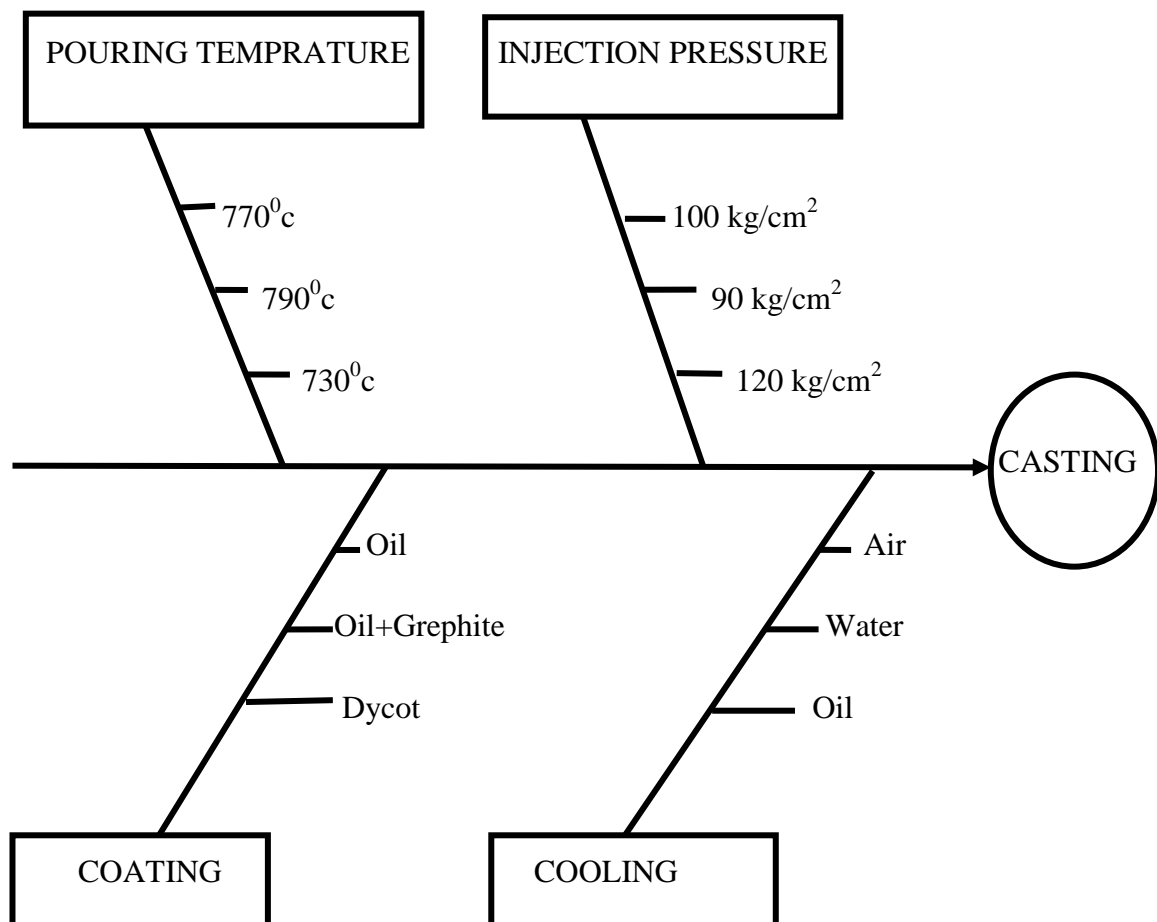 POURING TEMPRATURE
INJECTION PRESSURE
770⁰c
790⁰c
730⁰c
100 kg/cm²
90 kg/cm²
120 kg/cm²
CASTING
Oil
Oil+Grephite
Dycot
Air
Water
Oil
COATING
COOLING